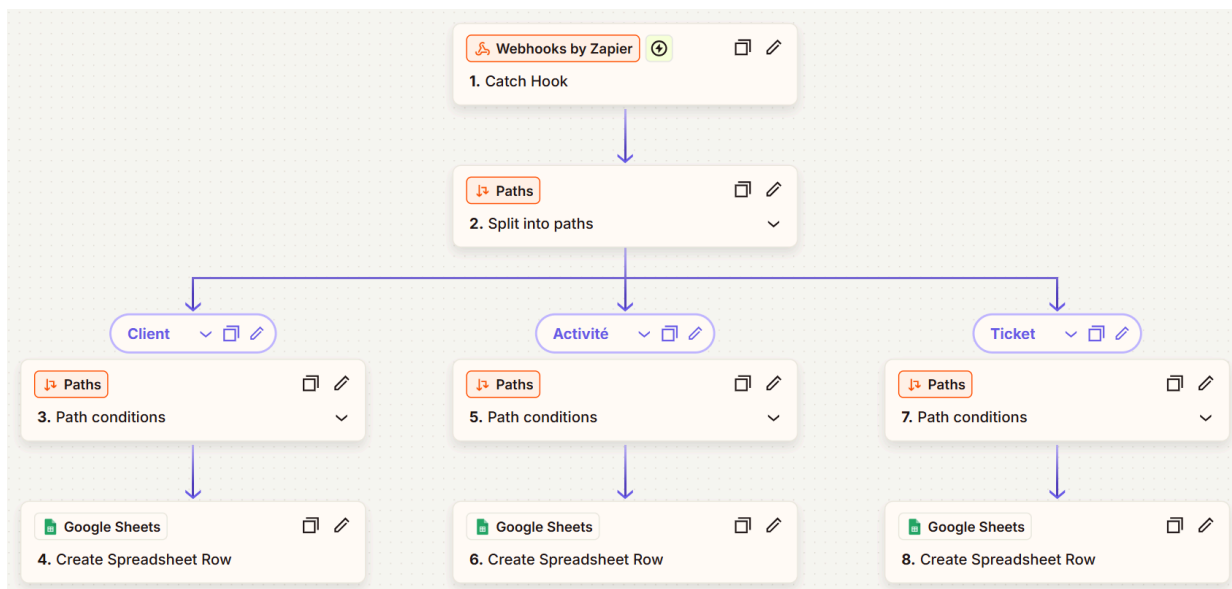 Webhooks by Zapier
1. Catch Hook
Paths
2. Split into paths
Client
Activité
Ticket
Paths
3. Path conditions
Paths
5. Path conditions
Paths
7. Path conditions
Google Sheets
4. Create Spreadsheet Row
Google Sheets
6. Create Spreadsheet Row
Google Sheets
8. Create Spreadsheet Row